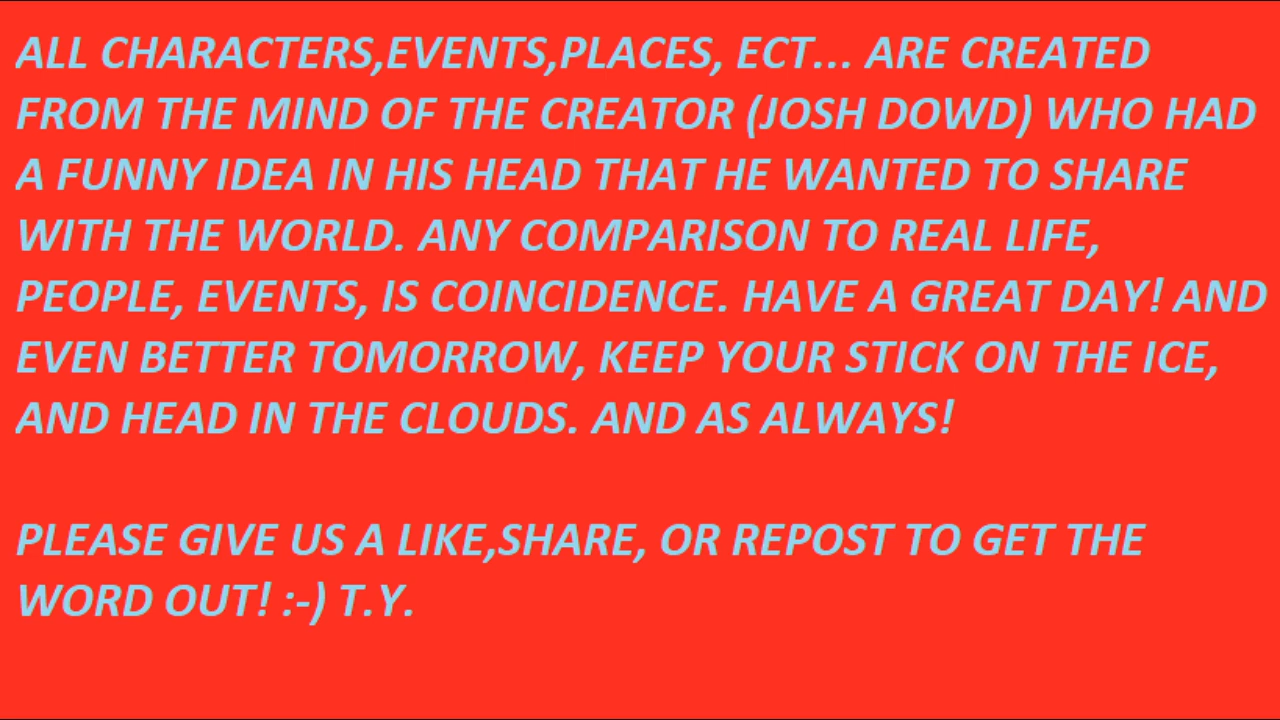 ALL CHARACTERS,EVENTS,PLACES, ECT... ARE CREATED
FROM THE MIND OF THE CREATOR (JOSH DOWD) WHO HAD
A FUNNY IDEA IN HIS HEAD THAT HE WANTED TO SHARE
WITH THE WORLD. ANY COMPARISON TO REAL LIFE,
PEOPLE, EVENTS, IS COINCIDENCE. HAVE A GREAT DAY! AND
EVEN BETTER TOMORROW, KEEP YOUR STICK ON THE ICE,
AND HEAD IN THE CLOUDS. AND AS ALWAYS!
PLEASE GIVE US A LIKE,SHARE, OR REPOST TO GET THE
WORD OUT! :-) T.Y.